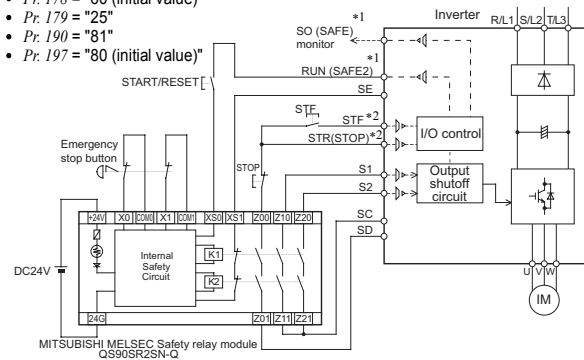 • Pr. 178 = "60 (initial value)"
• Pr. 179 = "25"
• Pr. 190 = "81"
• Pr. 197 = "80 (initial value)"
*1
Inverter
R/L1 S/L2 T/L3
SO (SAFE)
monitor
*1
RUN (SAFE2)
START/RESET
SE
STF
STF *2
STR(STOP) *2
I/O control
Emergency
stop button
STOP
S1
S2
Output
shutoff
circuit
+24V X0 COM0 X1 COM1 XS0 XS1 Z00 Z10 Z20
SC
SD
Internal
Safety
Circuit
K1
K2
DC24V
U V W
IM
24G Z01 Z11 Z21
MITSUBISHI MELSEC Safety relay module
QS90SR2SN-Q